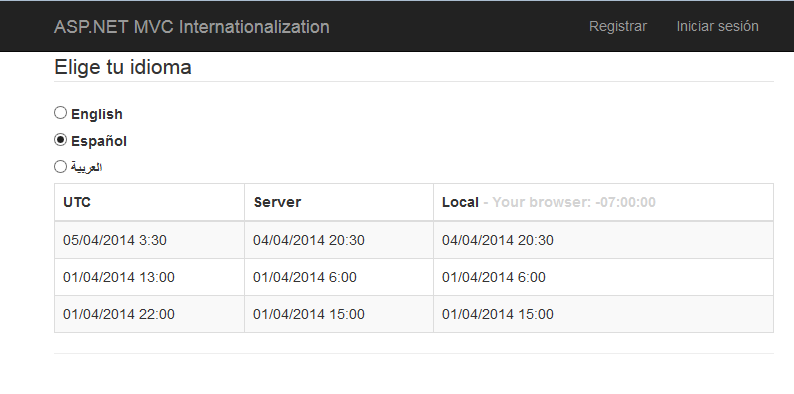 ASP.NET MVC Internationalization Registrar Iniciar sesión
Elige tu idioma
English
Español
العربية
UTC Server Local - Your browser: -07:00:00
05/04/2014 3:30 04/04/2014 20:30 04/04/2014 20:30
01/04/2014 13:00 01/04/2014 6:00 01/04/2014 6:00
01/04/2014 22:00 01/04/2014 15:00 01/04/2014 15:00